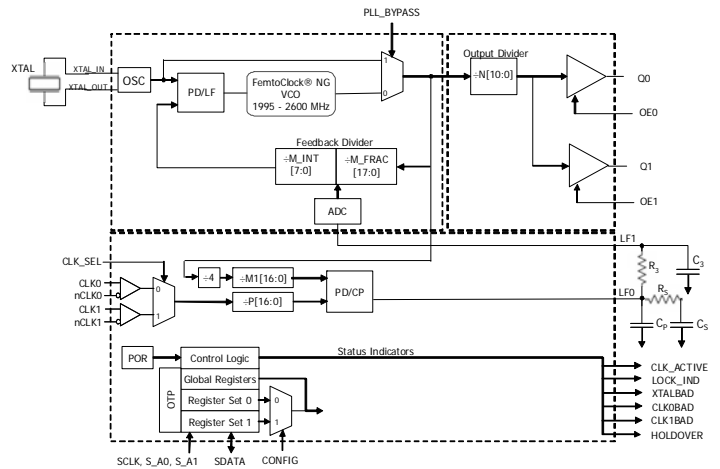 PLL_BYPASS
XTAL
XTAL_IN
XTAL_OUT
OSC
PD/LF
FemtoClock® NG
VCO
1995 - 2600 MHz
1
0
Output Divider
÷N[10:0]
Q0
OE0
Q1
OE1
Feedback Divider
÷M_INT
[7:0]
÷M_FRAC
[17:0]
ADC
LF1
CLK_SEL
CLK0
nCLK0
CLK1
nCLK1
0
1
÷4
÷M1[16:0]
÷P[16:0]
PD/CP
LF0
R3
C3
RS
CP
CS
POR
Control Logic
Status Indicators
OTP
Global Registers
Register Set 0
Register Set 1
0
1
CLK_ACTIVE
LOCK_IND
XTALBAD
CLK0BAD
CLK1BAD
HOLDOVER
SCLK, S_A0, S_A1
SDATA
CONFIG